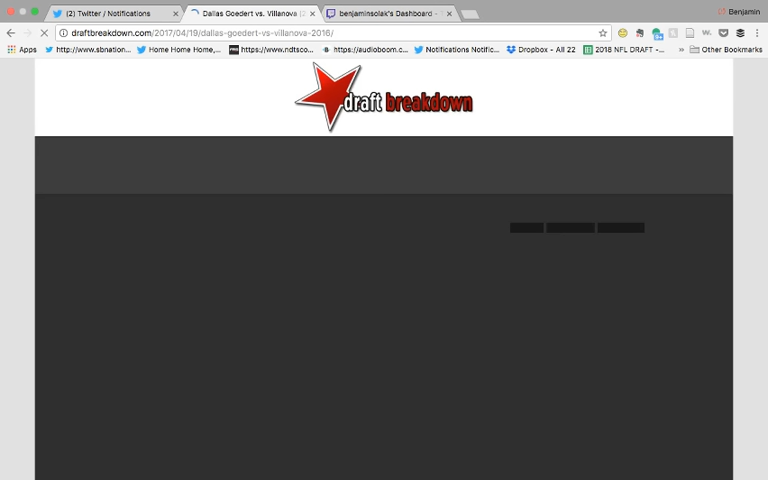 (2) Twitter / Notifications
Dallas Goedert vs. Villanova (2
benjaminsolak's Dashboard -
Benjamin
draftbreakdown.com/2017/04/19/dallas-goedert-vs-villanova-2016/
Apps http://www.sbnation... Home Home Home,... https://www.ndtsco... https://audioboom.c... Notifications Notific... Dropbox - All 22 2018 NFL DRAFT -... » Other Bookmarks
draft breakdown